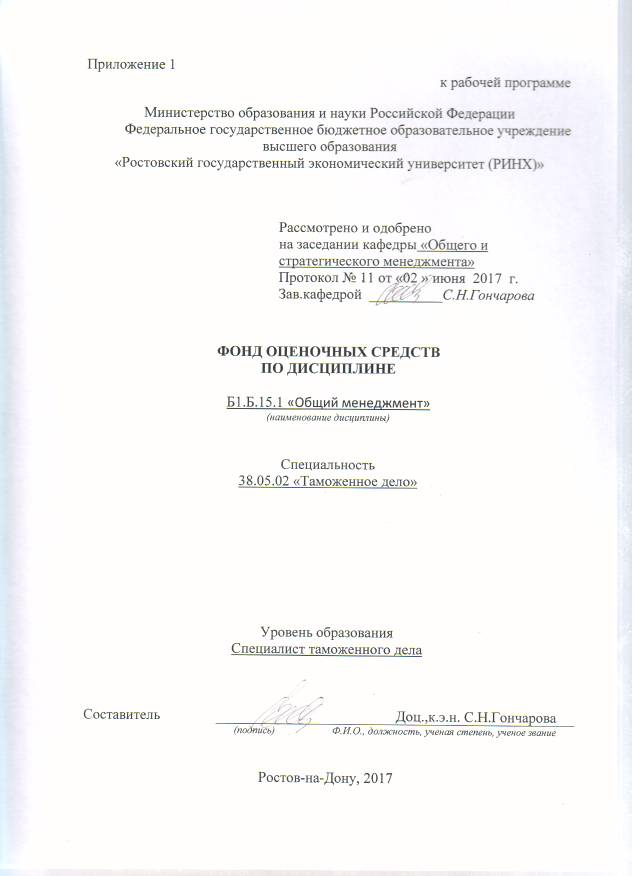 Приложение 1
к рабочей программе
Министерство образования и науки Российской Федерации
Федеральное государственное бюджетное образовательное учреждение
высшего образования
«Ростовский государственный экономический университет (РИНХ)»
Рассмотрено и одобрено
на заседании кафедры «Общего и
стратегического менеджмента»
Протокол № 11 от «02 » июня 2017 г.
Зав.кафедрой С.Н.Гончарова
ФОНД ОЦЕНОЧНЫХ СРЕДСТВ
ПО ДИСЦИПЛИНЕ
Б1.Б.15.1 «Общий менеджмент»
(наименование дисциплины)
Специальность
38.05.02 «Таможенное дело»
Уровень образования
Специалист таможенного дела
Составитель Доц.,к.э.н. С.Н.Гончарова
(подпись) Ф.И.О., должность, ученая степень, ученое звание
Ростов-на-Дону, 2017